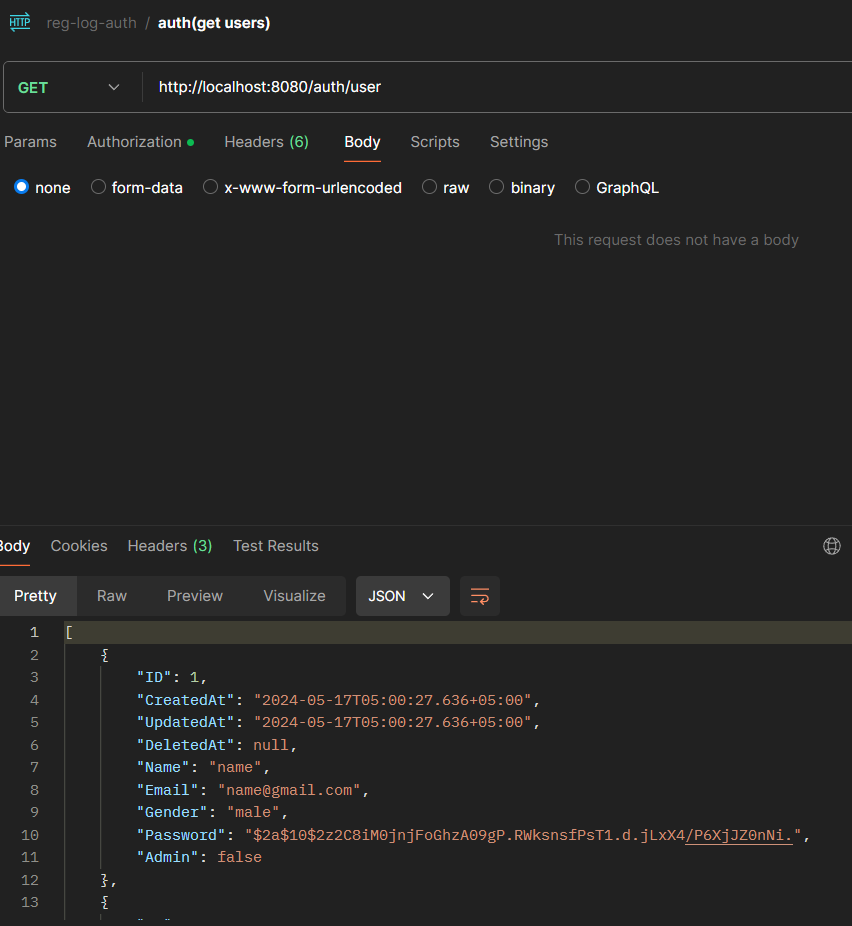 HTTP reg-log-auth / auth(get users)
GET http://localhost:8080/auth/user
Params Authorization Headers (6) Body Scripts Settings
none form-data x-www-form-urlencoded raw binary GraphQL
This request does not have a body
Body Cookies Headers (3) Test Results
Pretty Raw Preview Visualize JSON
1 [
2 {
3 "ID": 1,
4 "CreatedAt": "2024-05-17T05:00:27.636+05:00",
5 "UpdatedAt": "2024-05-17T05:00:27.636+05:00",
6 "DeletedAt": null,
7 "Name": "name",
8 "Email": "name@gmail.com",
9 "Gender": "male",
10 "Password": "$2a$10$2z2C8iM0jnjFoGhzA09gP.RWksnsfPsT1.d.jLxX4/P6XjJZ0nNi.",
11 "Admin": false
12 },
13 {